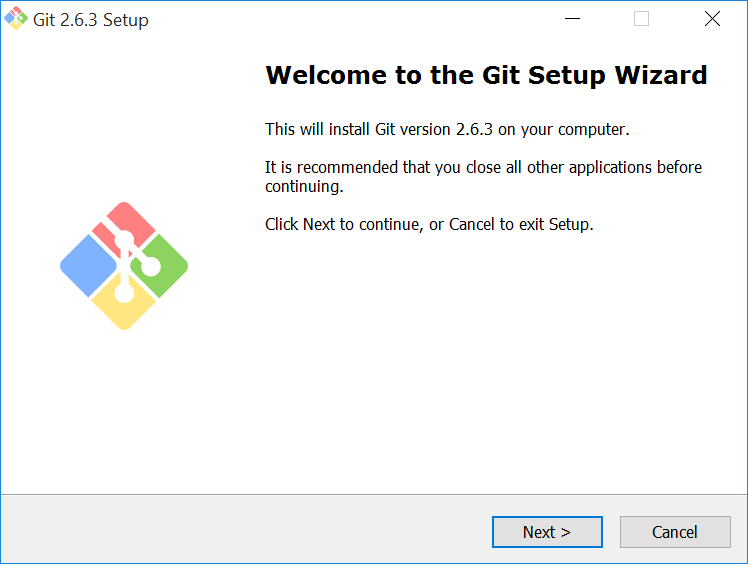 Git 2.6.3 Setup
Welcome to the Git Setup Wizard
This will install Git version 2.6.3 on your computer.
It is recommended that you close all other applications before
continuing.
Click Next to continue, or Cancel to exit Setup.
Next >
Cancel